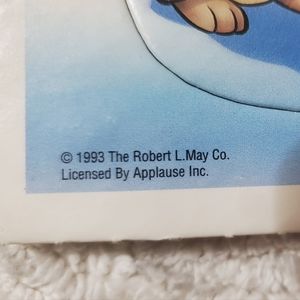 © 1993 The Robert L.May Co.
Licensed By Applause Inc.